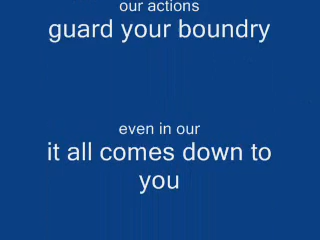 our actions
guard your boundry
even in our
it all comes down to
you